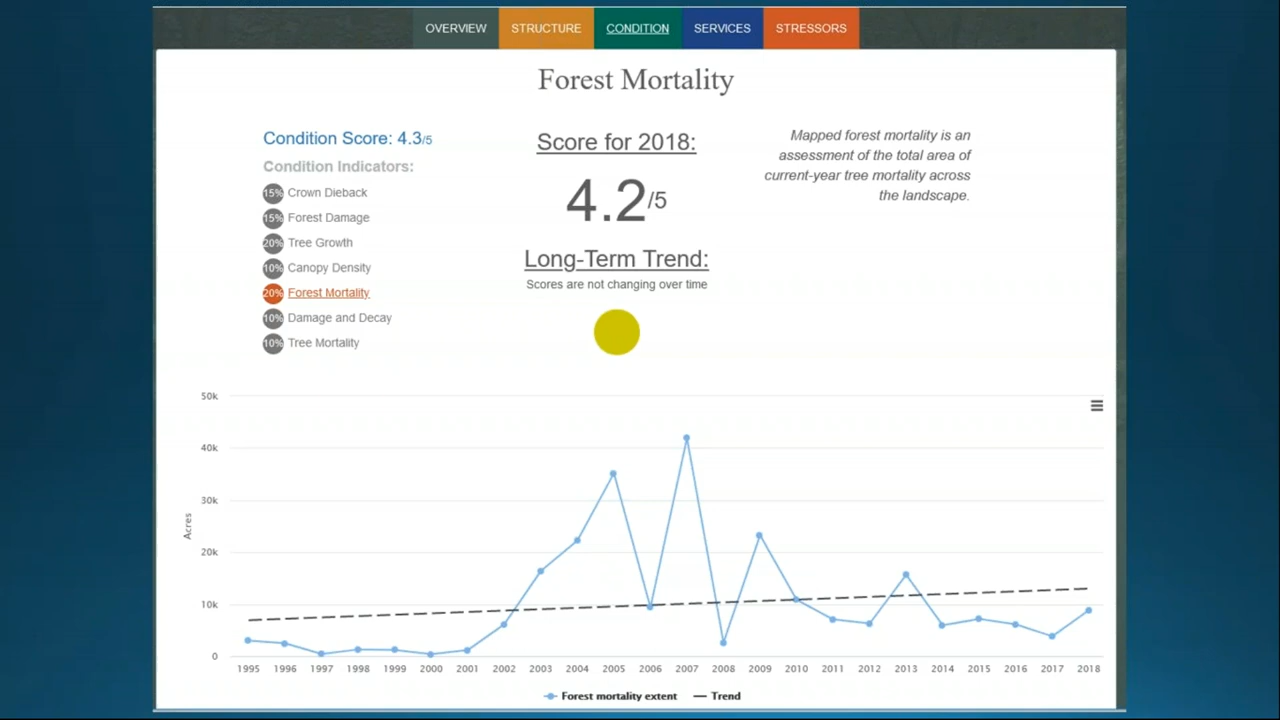 OVERVIEW STRUCTURE CONDITION SERVICES STRESSORS
Forest Mortality
Condition Score: 4.3/5
Condition Indicators:
15% Crown Dieback
15% Forest Damage
20% Tree Growth
10% Canopy Density
20% Forest Mortality
10% Damage and Decay
10% Tree Mortality
Score for 2018:
4.2/5
Long-Term Trend:
Scores are not changing over time
Mapped forest mortality is an
assessment of the total area of
current-year tree mortality across
the landscape.
50k
40k
30k
20k
10k
0
Acres
1995 1996 1997 1998 1999 2000 2001 2002 2003 2004 2005 2006 2007 2008 2009 2010 2011 2012 2013 2014 2015 2016 2017 2018
Forest mortality extent Trend